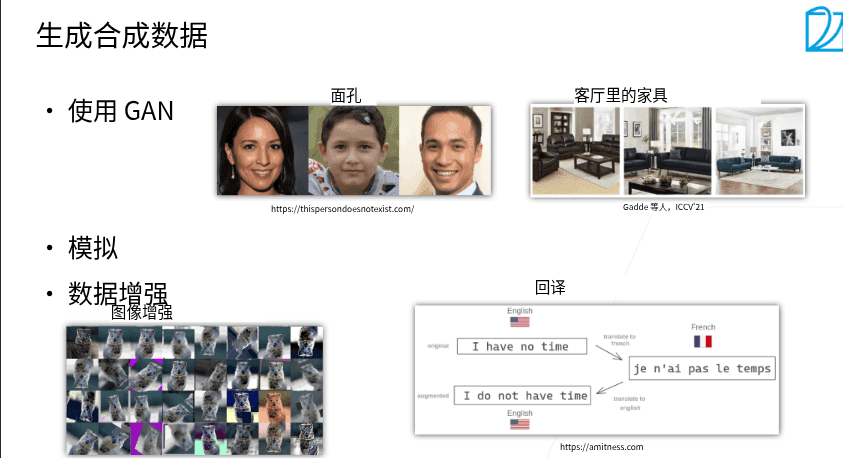 生成合成数据
• 使用 GAN
面孔
https://thispersondoesnotexist.com/
客厅里的家具
Gadde 等人，ICCV'21
• 模拟
• 数据增强
图像增强
回译
English
original
I have no time
translate to
french
French
je n'ai pas le temps
augmented
I do not have time
translate to
english
English
https://amitness.com